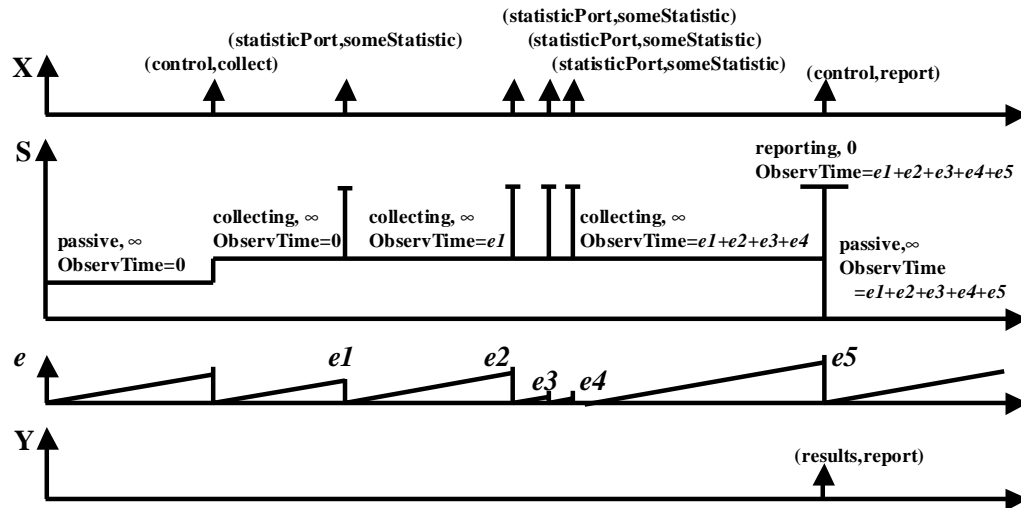 (statisticPort,someStatistic)
(statisticPort,someStatistic)
(statisticPort,someStatistic)
(statisticPort,someStatistic)
(control,collect)
(control,report)
X
S
reporting, 0
ObservTime=e1+e2+e3+e4+e5
collecting, ∞
ObservTime=0
collecting, ∞
ObservTime=e1
collecting, ∞
ObservTime=e1+e2+e3+e4
passive, ∞
ObservTime=0
passive,∞
ObservTime
=e1+e2+e3+e4+e5
e
e1
e2
e3
e4
e5
Y
(results,report)